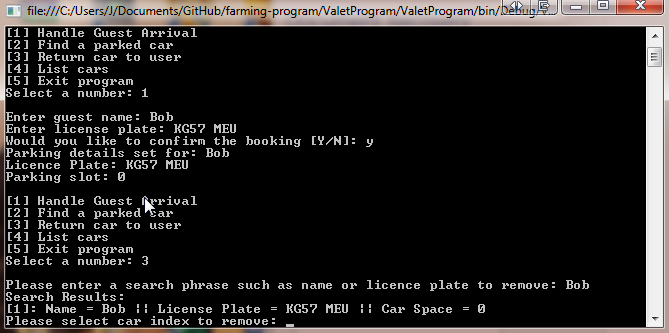 file:///C:/Users/J/Documents/GitHub/farming-program/ValetProgram/ValetProgram/bin/Debug/V...
[1] Handle Guest Arrival
[2] Find a parked car
[3] Return car to user
[4] List cars
[5] Exit program
Select a number: 1
Enter guest name: Bob
Enter license plate: KG57 MEU
Would you like to confirm the booking [Y/N]: y
Parking details set for: Bob
Licence Plate: KG57 MEU
Parking slot: 0
[1] Handle Guest Arrival
[2] Find a parked car
[3] Return car to user
[4] List cars
[5] Exit program
Select a number: 3
Please enter a search phrase such as name or licence plate to remove: Bob
Search Results:
[1]: Name = Bob || License Plate = KG57 MEU || Car Space = 0
Please select car index to remove: _